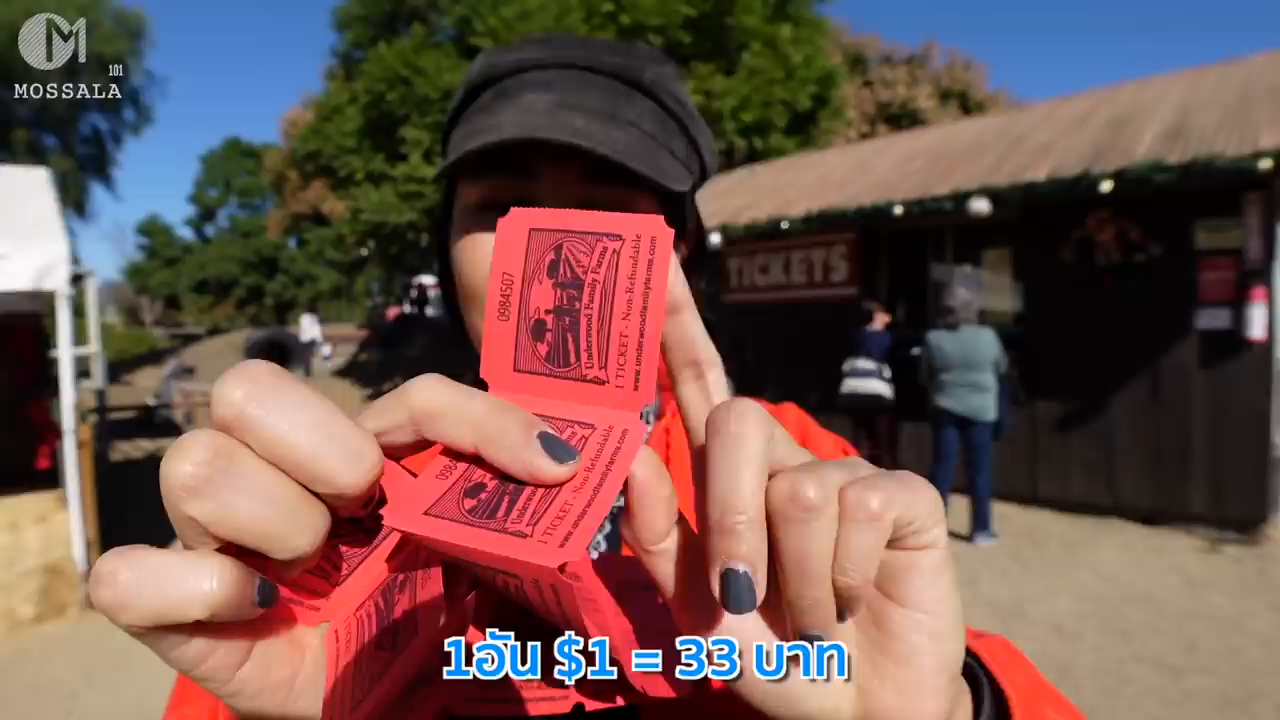 M
101
MOSSALA
TICKETS
0984507
Underwood Family Farms
1 TICKET - Non-Refundable
www.underwoodfamilyfarms.com
1 TICKET - Non-Refundable
www.underwoodfamilyfarms.com
1อัน $1 = 33 บาท